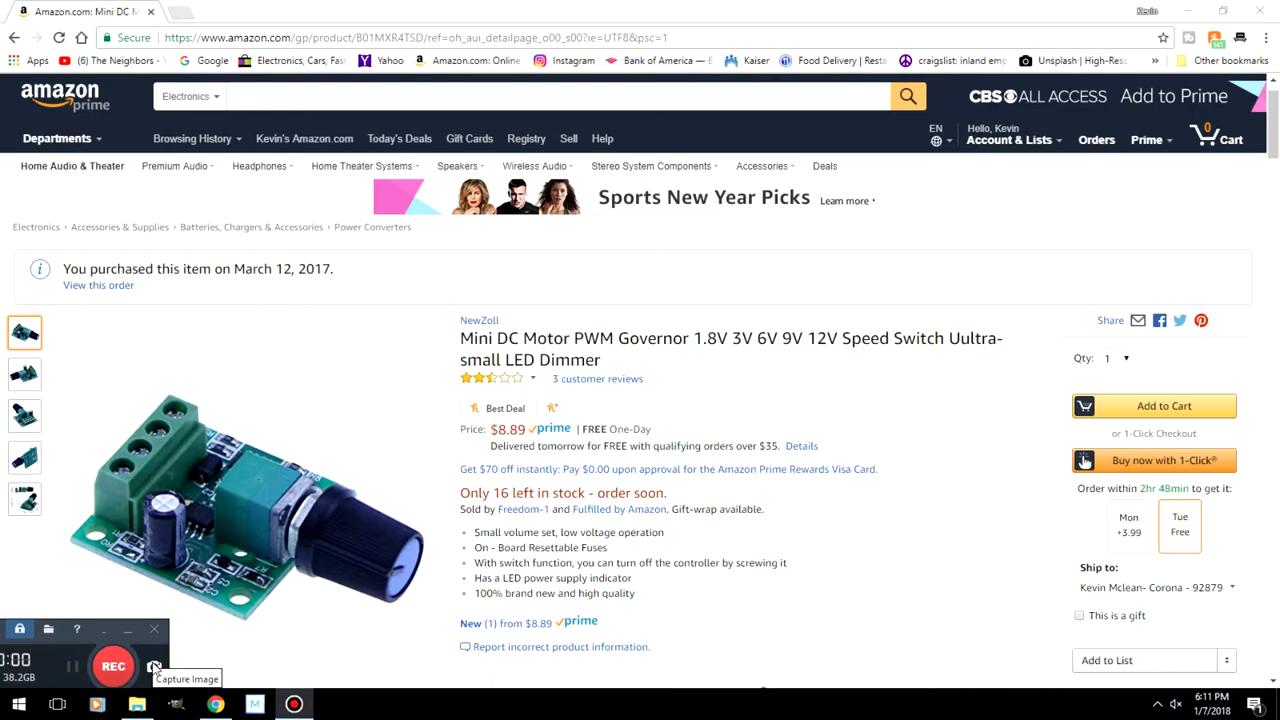 Amazon.com: Mini DC M
Kevin
Secure
https://www.amazon.com/gp/product/B01MXR4TSD/ref=oh_aui_detailpage_o00_s00?ie=UTF8&psc=1
141
Apps
(6) The Neighbors -
Google
Electronics, Cars, Fas
Yahoo
Amazon.com: Online
Instagram
Bank of America —
Kaiser
Food Delivery | Resta
craigslist: inland emp
Unsplash | High-Res
»
Other bookmarks
amazon
prime
Electronics
CBS ALL ACCESS Add to Prime
Departments
Browsing History
Kevin's Amazon.com
Today's Deals
Gift Cards
Registry
Sell
Help
EN
Hello, Kevin
Account & Lists
Orders
Prime
0
Cart
Home Audio & Theater
Premium Audio
Headphones
Home Theater Systems
Speakers
Wireless Audio
Stereo System Components
Accessories
Deals
Sports New Year Picks Learn more
Electronics › Accessories & Supplies › Batteries, Chargers & Accessories › Power Converters
You purchased this item on March 12, 2017.
View this order
NewZoll
Share
Mini DC Motor PWM Governor 1.8V 3V 6V 9V 12V Speed Switch Uultra-
small LED Dimmer
3 customer reviews
Qty: 1
Best Deal
Add to Cart
Price: $8.89 prime | FREE One-Day
or 1-Click Checkout
Delivered tomorrow for FREE with qualifying orders over $35. Details
Buy now with 1-Click®
Get $70 off instantly: Pay $0.00 upon approval for the Amazon Prime Rewards Visa Card.
Order within 2hr 48min to get it:
Only 16 left in stock - order soon.
Sold by Freedom-1 and Fulfilled by Amazon. Gift-wrap available.
Mon
+3.99
Tue
Free
Small volume set, low voltage operation
On - Board Resettable Fuses
With switch function, you can turn off the controller by screwing it
Has a LED power supply indicator
100% brand new and high quality
Ship to:
Kevin Mclean- Corona - 92879
This is a gift
New (1) from $8.89 prime
Report incorrect product information.
Add to List
0:00
38.2GB
REC
Capture Image
6:11 PM
1/7/2018